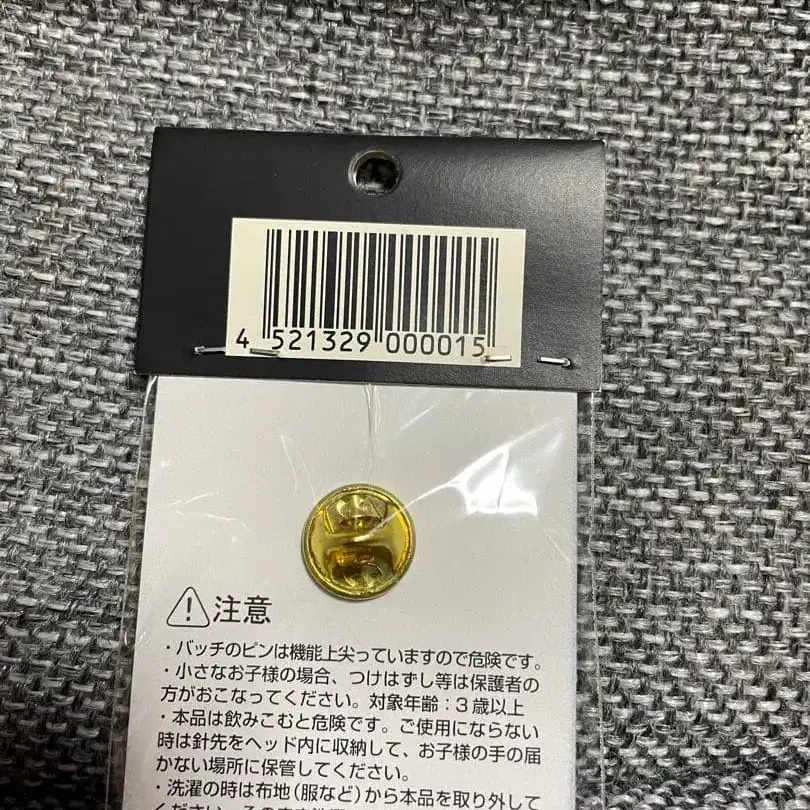 4 521329 000015
注意
・バッチのピンは機能上尖っていますので危険です。
・小さなお子様の場合、つけはずし等は保護者の
方がおこなってください。対象年齢：3歳以上
・本品は飲みこむと危険です。ご使用にならない
時は針先をヘッド内に収納して、お子様の手の届
かない場所に保管してください。
・洗濯の時は布地（服など）から本品を取り外して
ください。